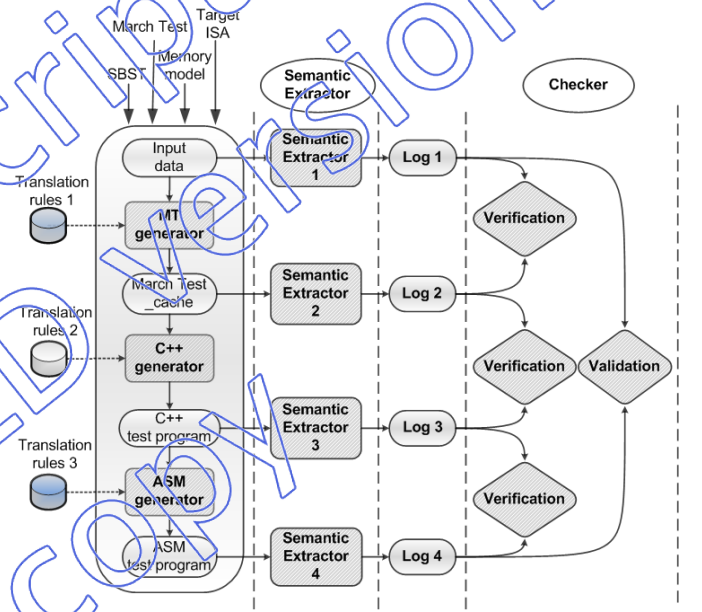 March Test
Target
ISA
SBST
Memory
model
Semantic
Extractor
Checker
Input
data
Semantic
Extractor
1
Log 1
Translation
rules 1
MT
generator
Verification
March Test
_cache
Semantic
Extractor
2
Log 2
Translation
rules 2
C++
generator
Verification
Validation
C++
test program
Semantic
Extractor
3
Log 3
Translation
rules 3
ASM
generator
Verification
ASM
test program
Semantic
Extractor
4
Log 4
cript
D version
copy